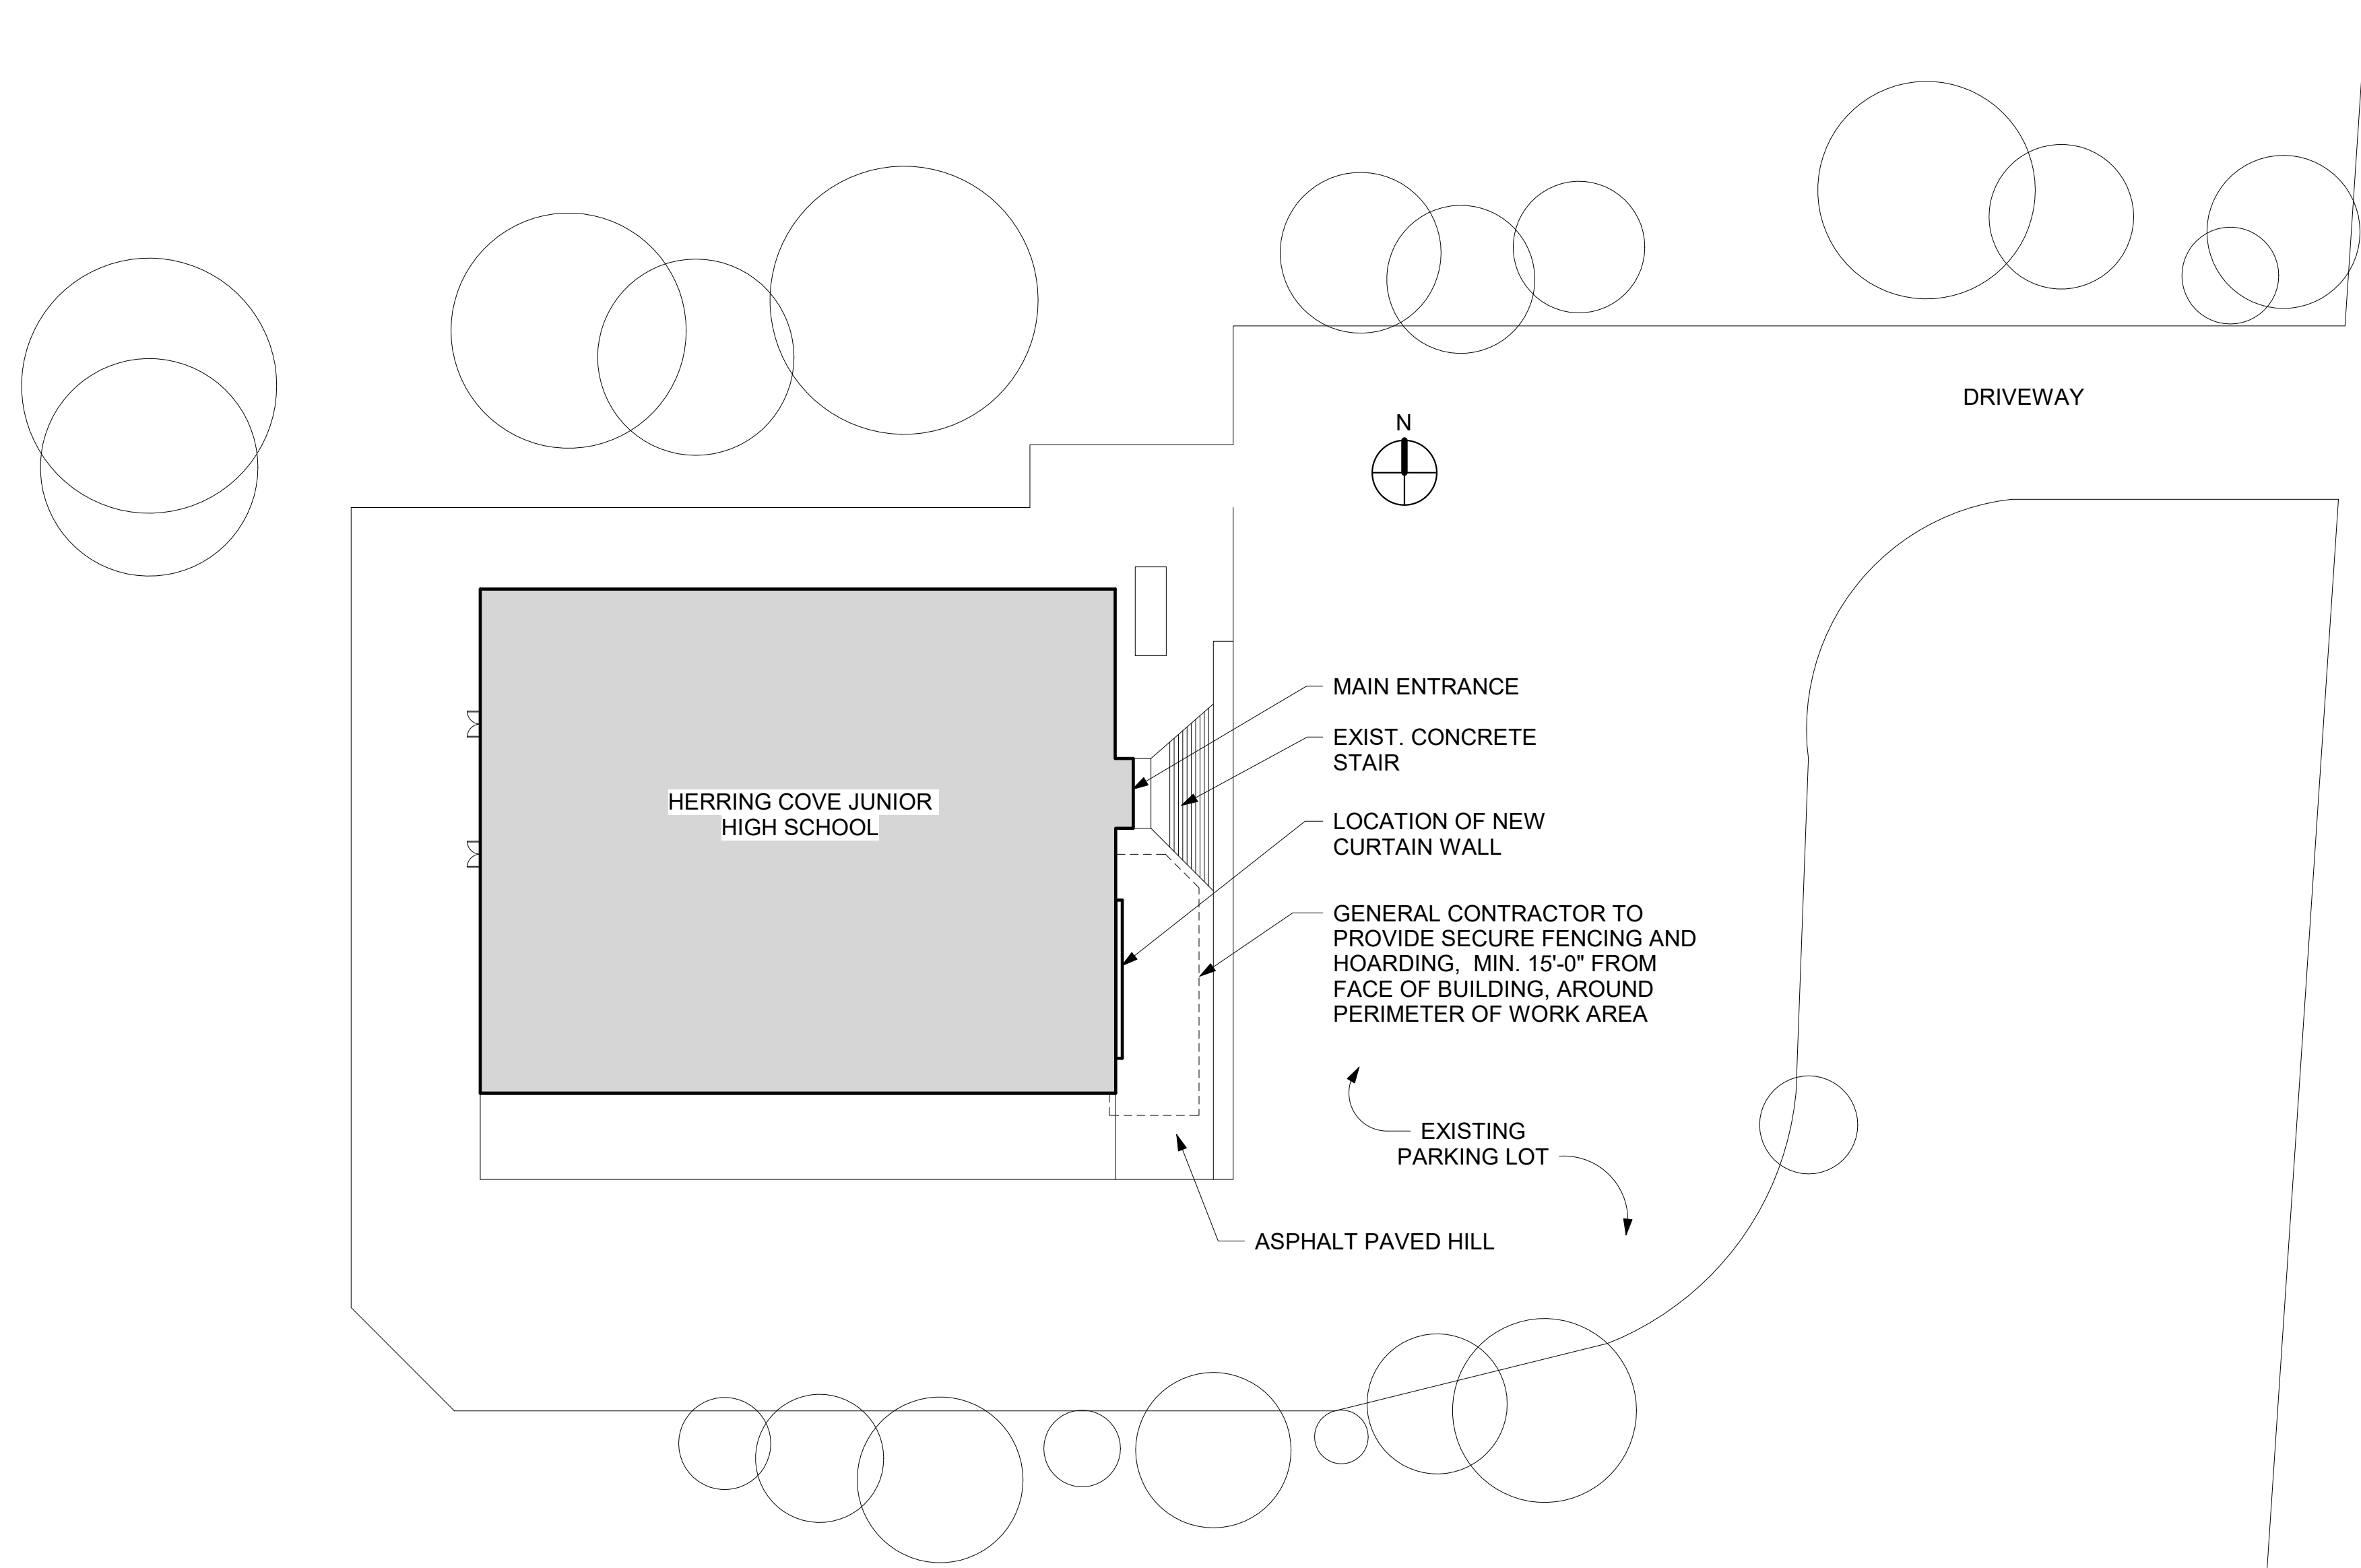 DRIVEWAY
N
MAIN ENTRANCE
EXIST. CONCRETE
STAIR
HERRING COVE JUNIOR
HIGH SCHOOL
LOCATION OF NEW
CURTAIN WALL
GENERAL CONTRACTOR TO
PROVIDE SECURE FENCING AND
HOARDING, MIN. 15'-0" FROM
FACE OF BUILDING, AROUND
PERIMETER OF WORK AREA
EXISTING
PARKING LOT
ASPHALT PAVED HILL